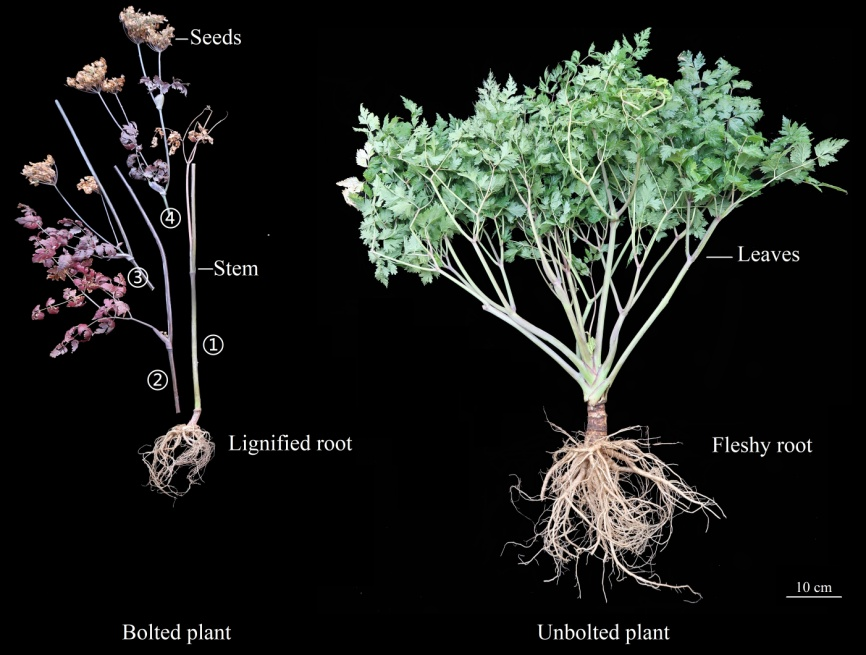 Seeds
④
Stem
Leaves
③
①
②
Lignified root
Fleshy root
10 cm
Bolted plant
Unbolted plant